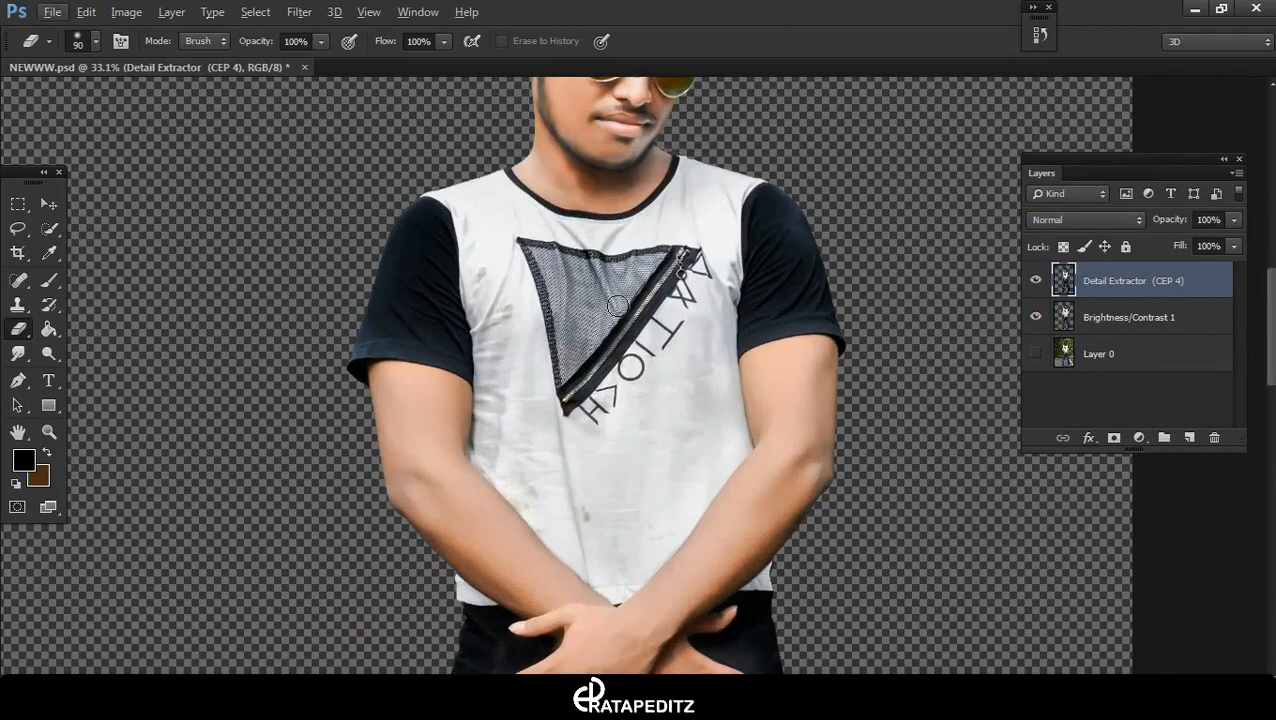 Ps File Edit Image Layer Type Select Filter 3D View Window Help
90 Mode: Brush Opacity: 100% Flow: 100% Erase to History 3D
NEWWW.psd @ 33.1% (Detail Extractor (CEP 4), RGB/8) * ×
Layers
Kind
Normal Opacity: 100%
Lock: Fill: 100%
Detail Extractor (CEP 4)
Brightness/Contrast 1
Layer 0
fx
RATAPEDITZ